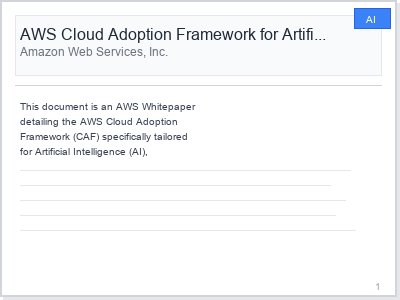 AI
AWS Cloud Adoption Framework for Artifi...
Amazon Web Services, Inc.
This document is an AWS Whitepaper
detailing the AWS Cloud Adoption
Framework (CAF) specifically tailored
for Artificial Intelligence (AI),
1